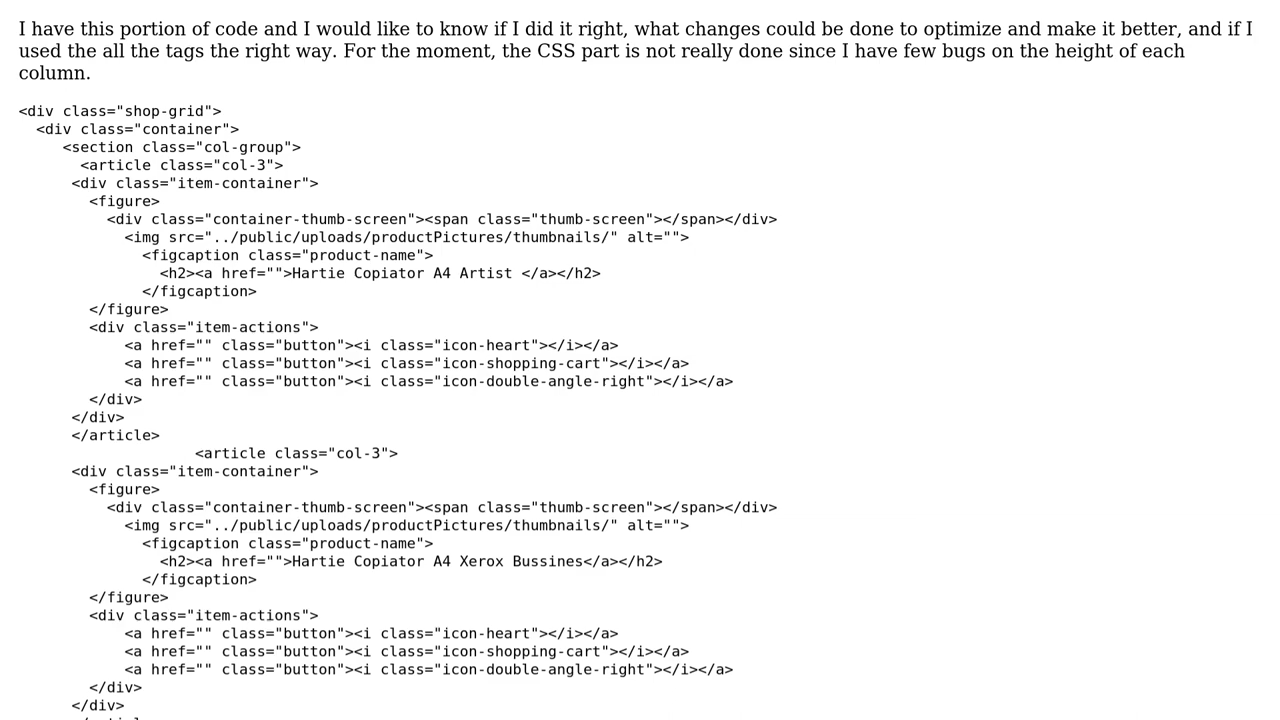 I have this portion of code and I would like to know if I did it right, what changes could be done to optimize and make it better, and if I
used the all the tags the right way. For the moment, the CSS part is not really done since I have few bugs on the height of each
column.
<div class="shop-grid">
  <div class="container">
     <section class="col-group">
       <article class="col-3">
      <div class="item-container">
        <figure>
          <div class="container-thumb-screen"><span class="thumb-screen"></span></div>
            <img src="../public/uploads/productPictures/thumbnails/" alt="">
              <figcaption class="product-name">
                <h2><a href="">Hartie Copiator A4 Artist </a></h2>
              </figcaption>
        </figure>
        <div class="item-actions">
            <a href="" class="button"><i class="icon-heart"></i></a>
            <a href="" class="button"><i class="icon-shopping-cart"></i></a>
            <a href="" class="button"><i class="icon-double-angle-right"></i></a>
        </div>
      </div>
      </article>
                    <article class="col-3">
      <div class="item-container">
        <figure>
          <div class="container-thumb-screen"><span class="thumb-screen"></span></div>
            <img src="../public/uploads/productPictures/thumbnails/" alt="">
              <figcaption class="product-name">
                <h2><a href="">Hartie Copiator A4 Xerox Bussines</a></h2>
              </figcaption>
        </figure>
        <div class="item-actions">
            <a href="" class="button"><i class="icon-heart"></i></a>
            <a href="" class="button"><i class="icon-shopping-cart"></i></a>
            <a href="" class="button"><i class="icon-double-angle-right"></i></a>
        </div>
      </div>